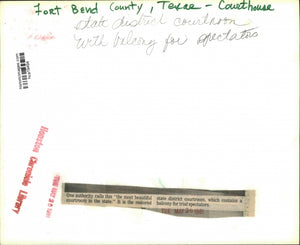 Fort Bend County, Texas - Courthouse
state district courtroom
with balcony for spectators
Houston Chronicle Library
One authority calls this "the most beautiful
courtroom in the state." It is the restored
state district courtroom, which contains a
balcony for trial spectators.